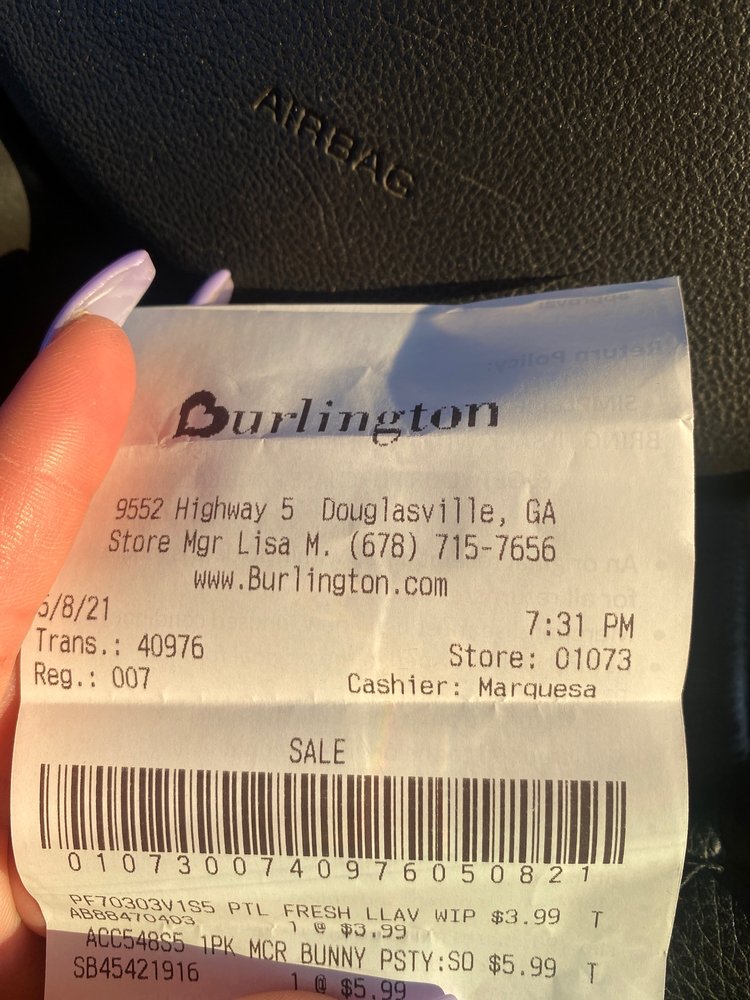 AIRBAG
Burlington
9552 Highway 5 Douglasville, GA
Store Mgr Lisa M. (678) 715-7656
www.Burlington.com
5/8/21 7:31 PM
Trans.: 40976 Store: 01073
Reg.: 007 Cashier: Marquesa
SALE
0107300740976050821
PF70303V1S5 PTL FRESH LLAV WIP $3.99 T
AB88470403 1 @ $3.99
ACC548S5 1PK MCR BUNNY PSTY:SO $5.99 T
SB45421916 1 @ $5.99